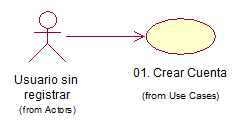 Usuario sin
registrar
(from Actors)
01. Crear Cuenta
(from Use Cases)